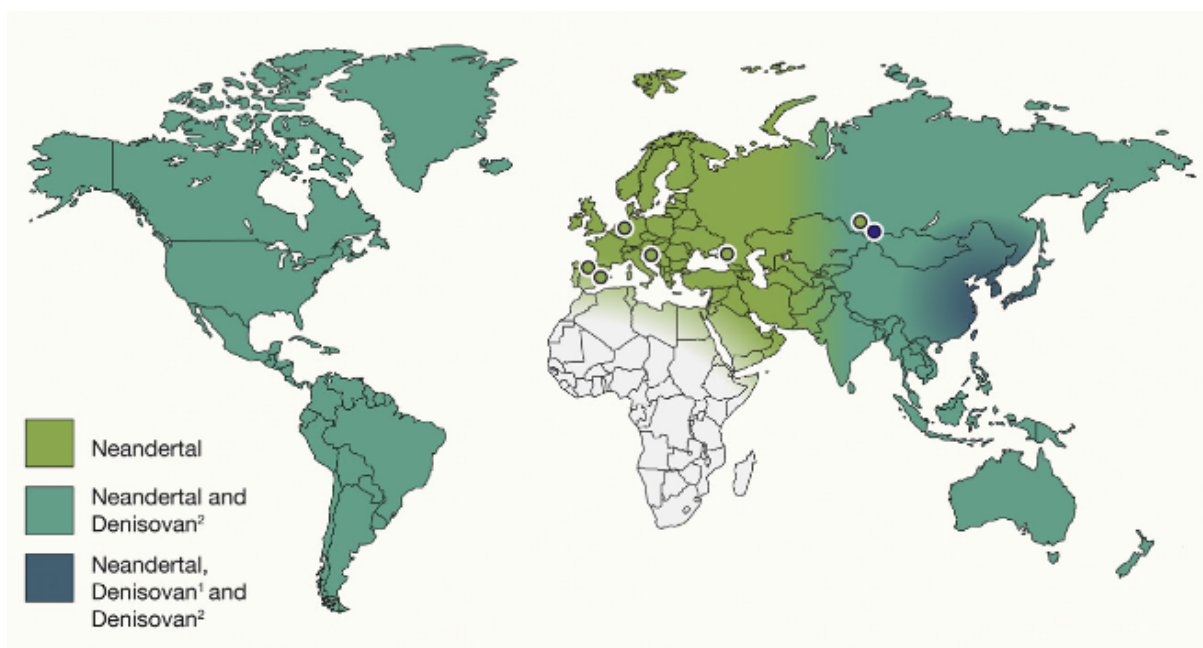 Neandertal
Neandertal and
Denisovan²
Neandertal,
Denisovan¹ and
Denisovan²